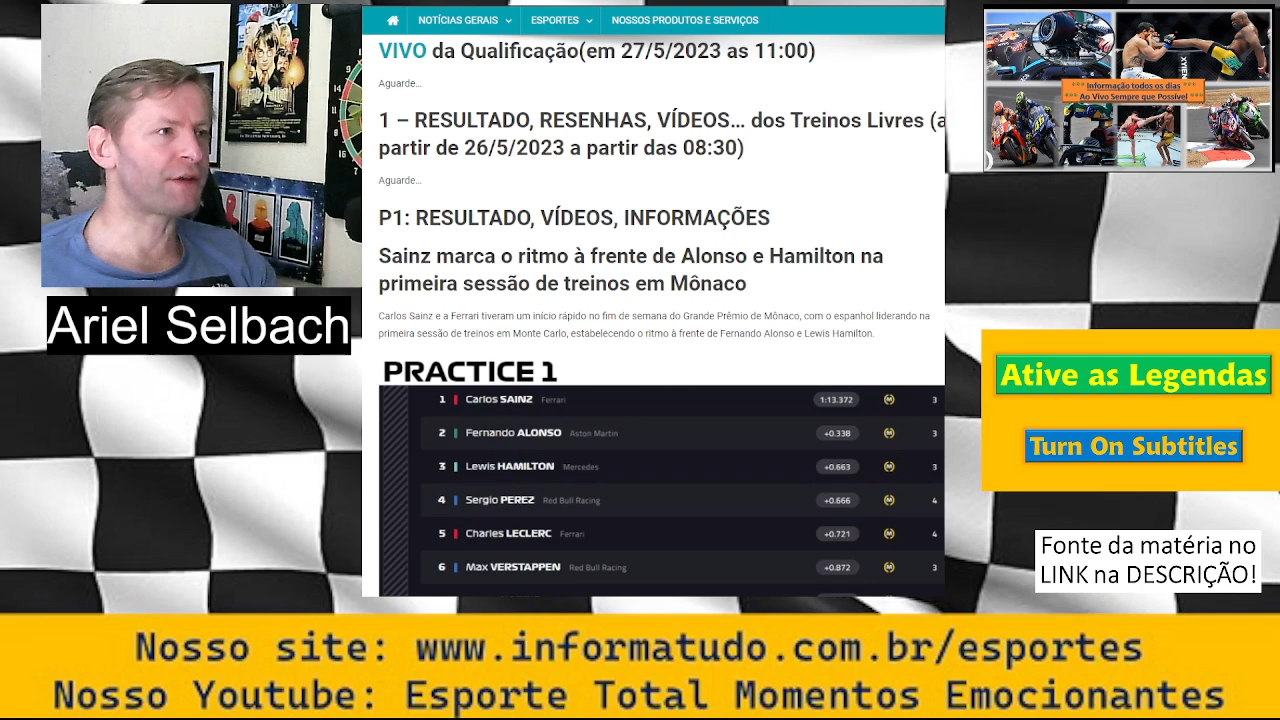 NOTÍCIAS GERAIS ESPORTES NOSSOS PRODUTOS E SERVIÇOS
VIVO da Qualificação(em 27/5/2023 as 11:00)
Aguarde...
1 – RESULTADO, RESENHAS, VÍDEOS… dos Treinos Livres (a
partir de 26/5/2023 a partir das 08:30)
Aguarde...
P1: RESULTADO, VÍDEOS, INFORMAÇÕES
Sainz marca o ritmo à frente de Alonso e Hamilton na
primeira sessão de treinos em Mônaco
Carlos Sainz e a Ferrari tiveram um início rápido no fim de semana do Grande Prêmio de Mônaco, com o espanhol liderando na
primeira sessão de treinos em Monte Carlo, estabelecendo o ritmo à frente de Fernando Alonso e Lewis Hamilton.
PRACTICE 1
1 Carlos SAINZ Ferrari 1:13.372 M 3
2 Fernando ALONSO Aston Martin +0.338 M 3
3 Lewis HAMILTON Mercedes +0.663 M 3
4 Sergio PEREZ Red Bull Racing +0.666 M 4
5 Charles LECLERC Ferrari +0.721 M 4
6 Max VERSTAPPEN Red Bull Racing +0.872 M 3
Ariel Selbach
*** Informação todos os dias ***
*** Ao Vivo Sempre que Possível ***
Ative as Legendas
Turn On Subtitles
Fonte da matéria no
LINK na DESCRIÇÃO!
Nosso site: www.informatudo.com.br/esportes
Nosso Youtube: Esporte Total Momentos Emocionantes